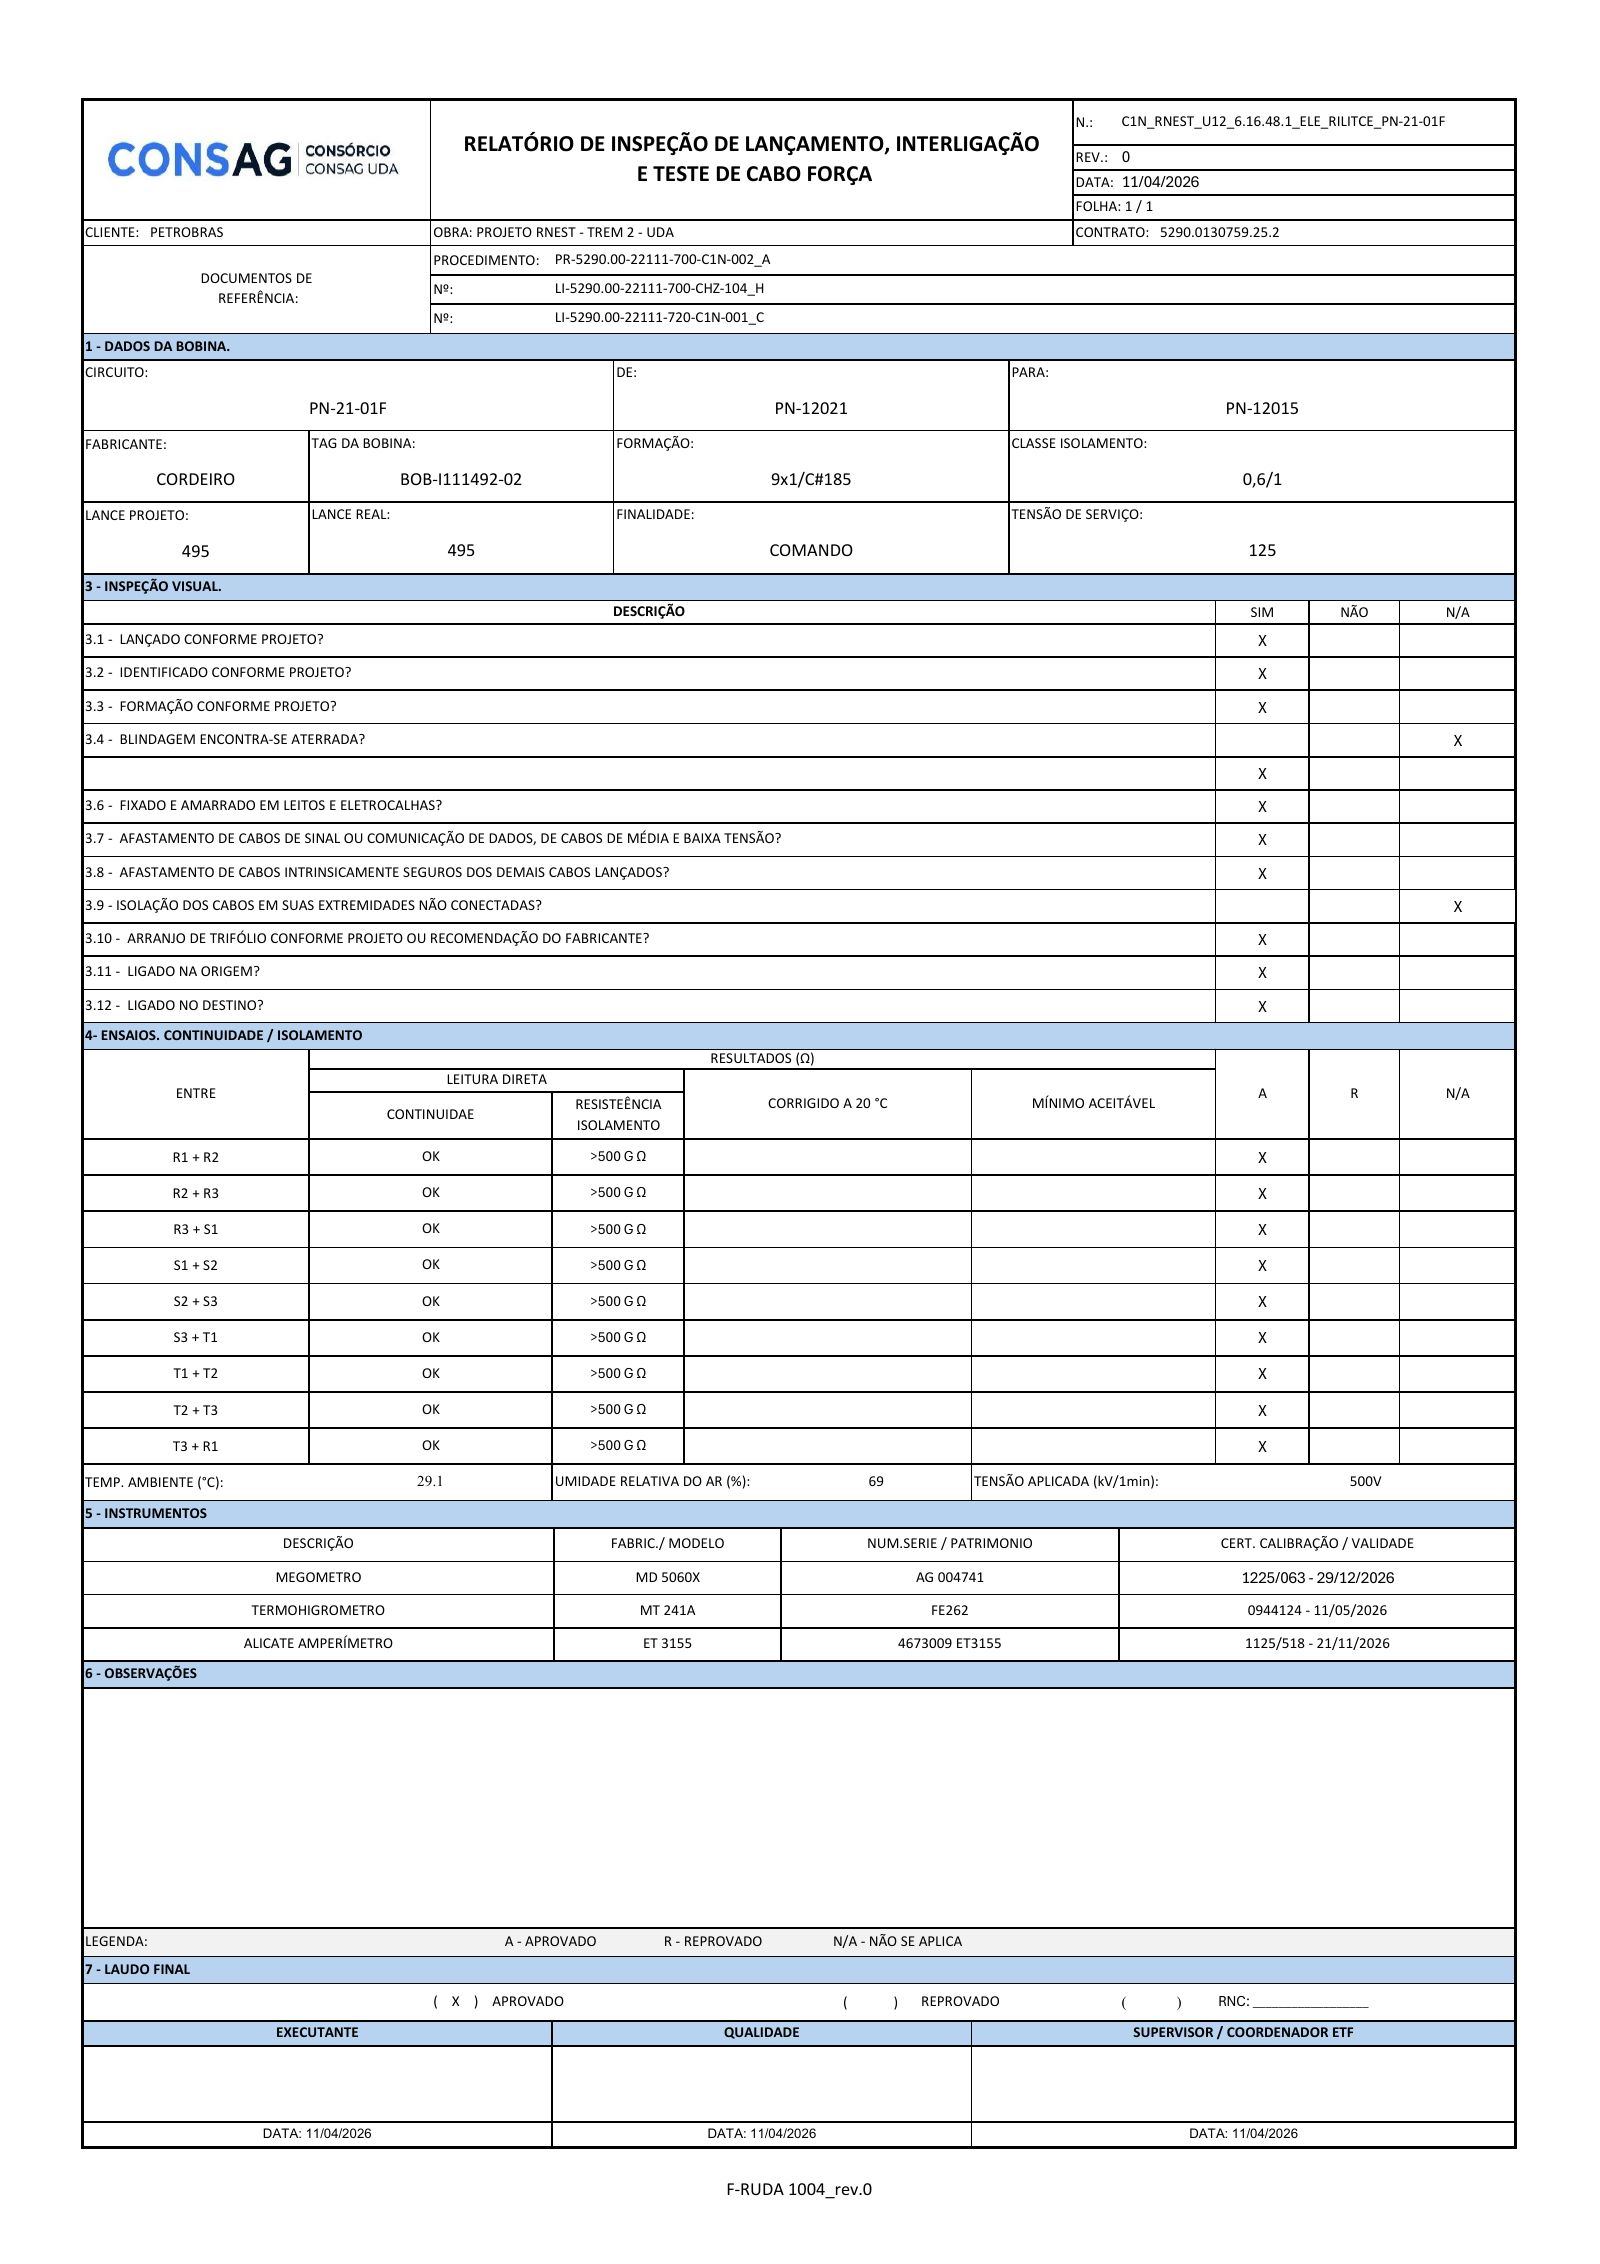 CONSAG CONSÓRCIO CONSAG UDA
RELATÓRIO DE INSPEÇÃO DE LANÇAMENTO, INTERLIGAÇÃO
E TESTE DE CABO FORÇA
N.: C1N_RNEST_U12_6.16.48.1_ELE_RILITCE_PN-21-01F
REV.: 0
DATA: 11/04/2026
FOLHA: 1 / 1
CLIENTE: PETROBRAS OBRA: PROJETO RNEST - TREM 2 - UDA CONTRATO: 5290.0130759.25.2
DOCUMENTOS DE
REFERÊNCIA:
PROCEDIMENTO: PR-5290.00-22111-700-C1N-002_A
Nº: LI-5290.00-22111-700-CHZ-104_H
Nº: LI-5290.00-22111-720-C1N-001_C
1 - DADOS DA BOBINA.
CIRCUITO: DE: PARA:
PN-21-01F PN-12021 PN-12015
FABRICANTE: TAG DA BOBINA: FORMAÇÃO: CLASSE ISOLAMENTO:
CORDEIRO BOB-I111492-02 9x1/C#185 0,6/1
LANCE PROJETO: LANCE REAL: FINALIDADE: TENSÃO DE SERVIÇO:
495 495 COMANDO 125
3 - INSPEÇÃO VISUAL.
DESCRIÇÃO SIM NÃO N/A
3.1 - LANÇADO CONFORME PROJETO? X
3.2 - IDENTIFICADO CONFORME PROJETO? X
3.3 - FORMAÇÃO CONFORME PROJETO? X
3.4 - BLINDAGEM ENCONTRA-SE ATERRADA? X
X
3.6 - FIXADO E AMARRADO EM LEITOS E ELETROCALHAS? X
3.7 - AFASTAMENTO DE CABOS DE SINAL OU COMUNICAÇÃO DE DADOS, DE CABOS DE MÉDIA E BAIXA TENSÃO? X
3.8 - AFASTAMENTO DE CABOS INTRINSICAMENTE SEGUROS DOS DEMAIS CABOS LANÇADOS? X
3.9 - ISOLAÇÃO DOS CABOS EM SUAS EXTREMIDADES NÃO CONECTADAS? X
3.10 - ARRANJO DE TRIFÓLIO CONFORME PROJETO OU RECOMENDAÇÃO DO FABRICANTE? X
3.11 - LIGADO NA ORIGEM? X
3.12 - LIGADO NO DESTINO? X
4- ENSAIOS. CONTINUIDADE / ISOLAMENTO
RESULTADOS (Ω)
LEITURA DIRETA
ENTRE CONTINUIDAE RESISTEÊNCIA
ISOLAMENTO
CORRIGIDO A 20 °C MÍNIMO ACEITÁVEL A R N/A
R1 + R2 OK >500 G Ω X
R2 + R3 OK >500 G Ω X
R3 + S1 OK >500 G Ω X
S1 + S2 OK >500 G Ω X
S2 + S3 OK >500 G Ω X
S3 + T1 OK >500 G Ω X
T1 + T2 OK >500 G Ω X
T2 + T3 OK >500 G Ω X
T3 + R1 OK >500 G Ω X
TEMP. AMBIENTE (°C): 29.1 UMIDADE RELATIVA DO AR (%): 69 TENSÃO APLICADA (kV/1min): 500V
5 - INSTRUMENTOS
DESCRIÇÃO FABRIC./ MODELO NUM.SERIE / PATRIMONIO CERT. CALIBRAÇÃO / VALIDADE
MEGOMETRO MD 5060X AG 004741 1225/063 - 29/12/2026
TERMOHIGROMETRO MT 241A FE262 0944124 - 11/05/2026
ALICATE AMPERÍMETRO ET 3155 4673009 ET3155 1125/518 - 21/11/2026
6 - OBSERVAÇÕES
LEGENDA: A - APROVADO R - REPROVADO N/A - NÃO SE APLICA
7 - LAUDO FINAL
( X ) APROVADO ( ) REPROVADO ( ) RNC: ________________
EXECUTANTE QUALIDADE SUPERVISOR / COORDENADOR ETF
DATA: 11/04/2026 DATA: 11/04/2026 DATA: 11/04/2026
F-RUDA 1004_rev.0